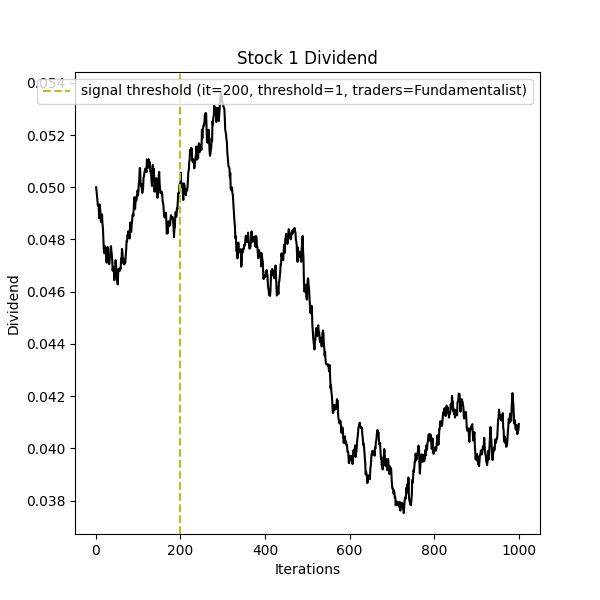 Stock 1 Dividend
signal threshold (it=200, threshold=1, traders=Fundamentalist)
0.054
0.052
0.050
0.048
0.046
0.044
0.042
0.040
0.038
Dividend
0 200 400 600 800 1000
Iterations